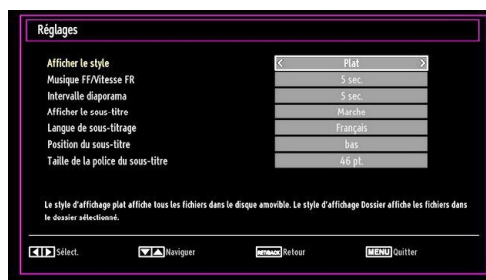 Réglages
Afficher le style Plat
Musique FF/Vitesse FR 5 sec.
Intervalle diaporama 5 sec.
Afficher le sous-titre Marche
Langue de sous-titrage Français
Position du sous-titre bas
Taille de la police du sous-titre 46 pt.
Le style d'affichage plat affiche tous les fichiers dans le disque amovible. Le style d'affichage Dossier affiche les fichiers dans
le dossier sélectionné.
Sélect. Naviguer RET/BACK Retour MENU Quitter